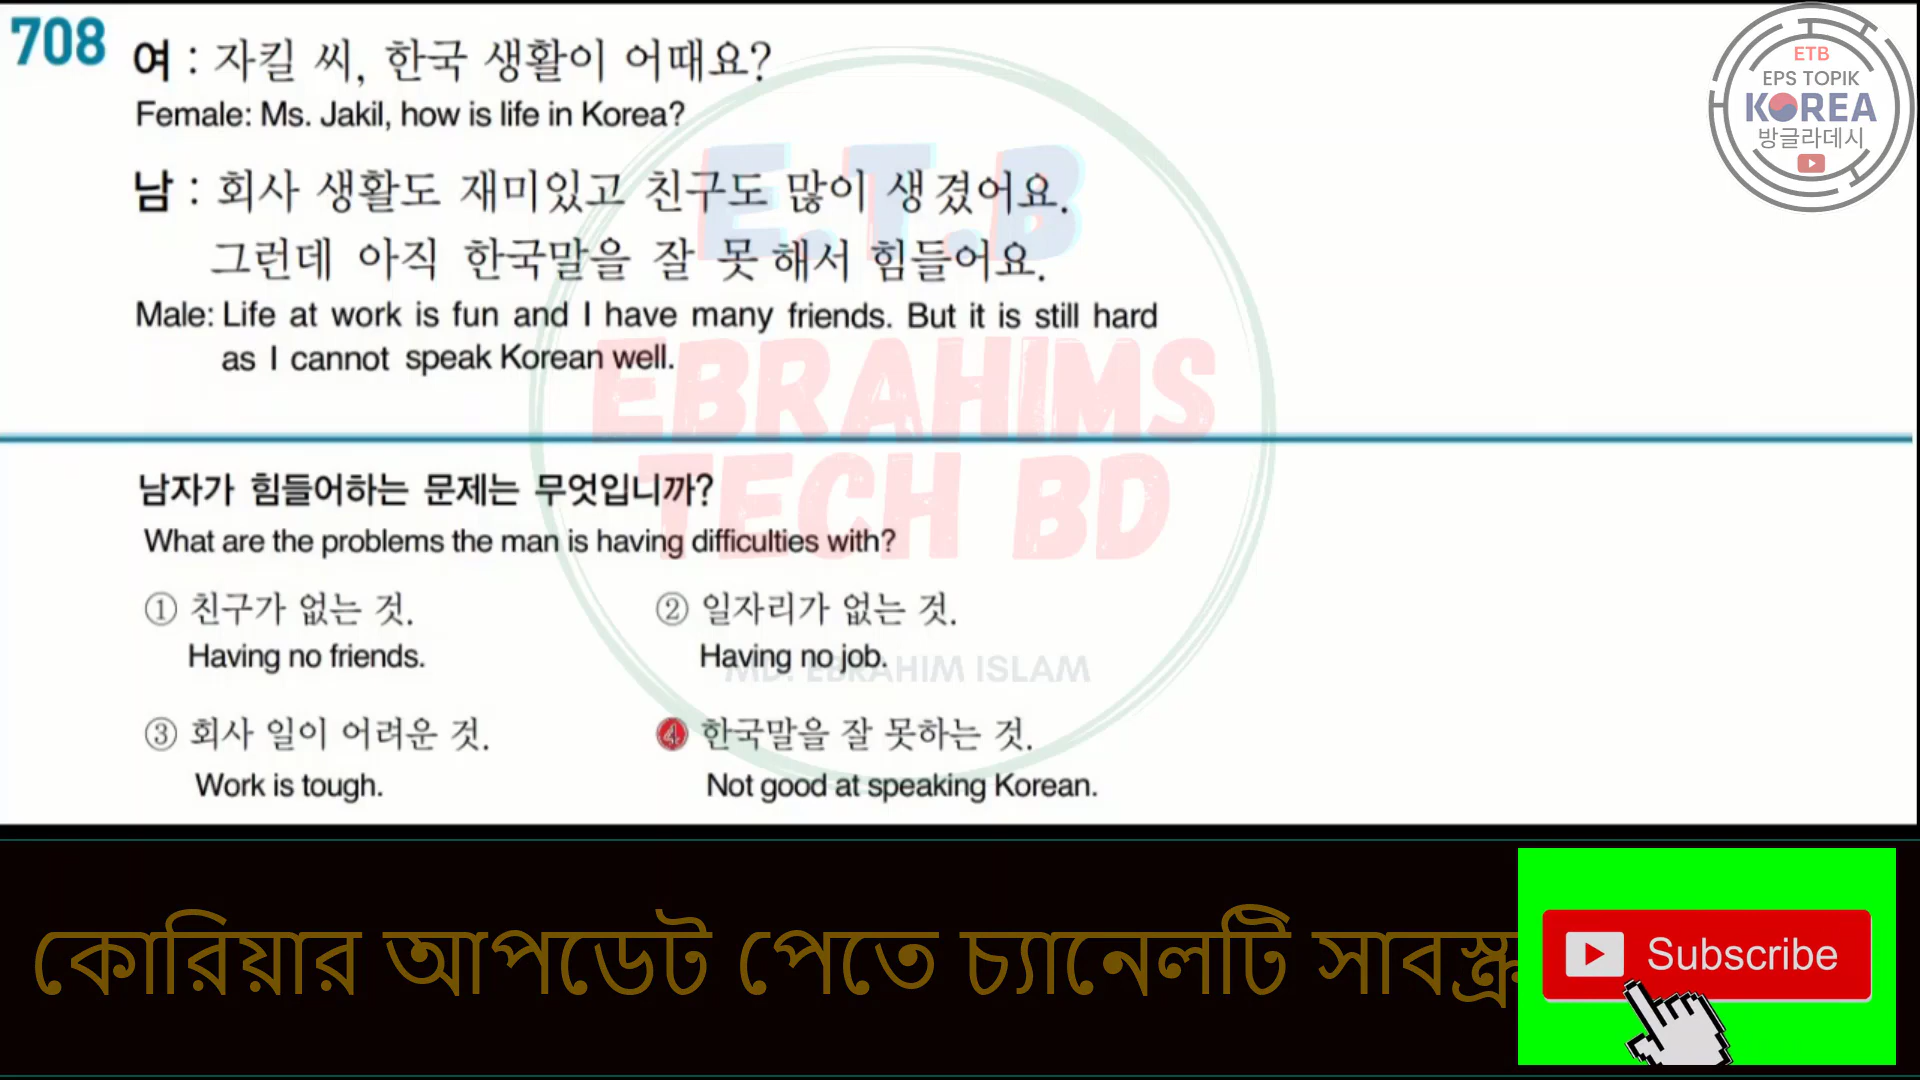 708
여 : 자킬 씨, 한국 생활이 어때요?
Female: Ms. Jakil, how is life in Korea?
남 : 회사 생활도 재미있고 친구도 많이 생겼어요.
그런데 아직 한국말을 잘 못 해서 힘들어요.
Male: Life at work is fun and I have many friends. But it is still hard
as I cannot speak Korean well.
남자가 힘들어하는 문제는 무엇입니까?
What are the problems the man is having difficulties with?
① 친구가 없는 것.
Having no friends.
② 일자리가 없는 것.
Having no job.
③ 회사 일이 어려운 것.
Work is tough.
④ 한국말을 잘 못하는 것.
Not good at speaking Korean.
E.T.B
EBRAHIMS
TECH BD
MD. EBRAHIM ISLAM
ETB
EPS TOPIK
KOREA
방글라데시
কোরিয়ার আপডেট পেতে চ্যানেলটি
Subscribe